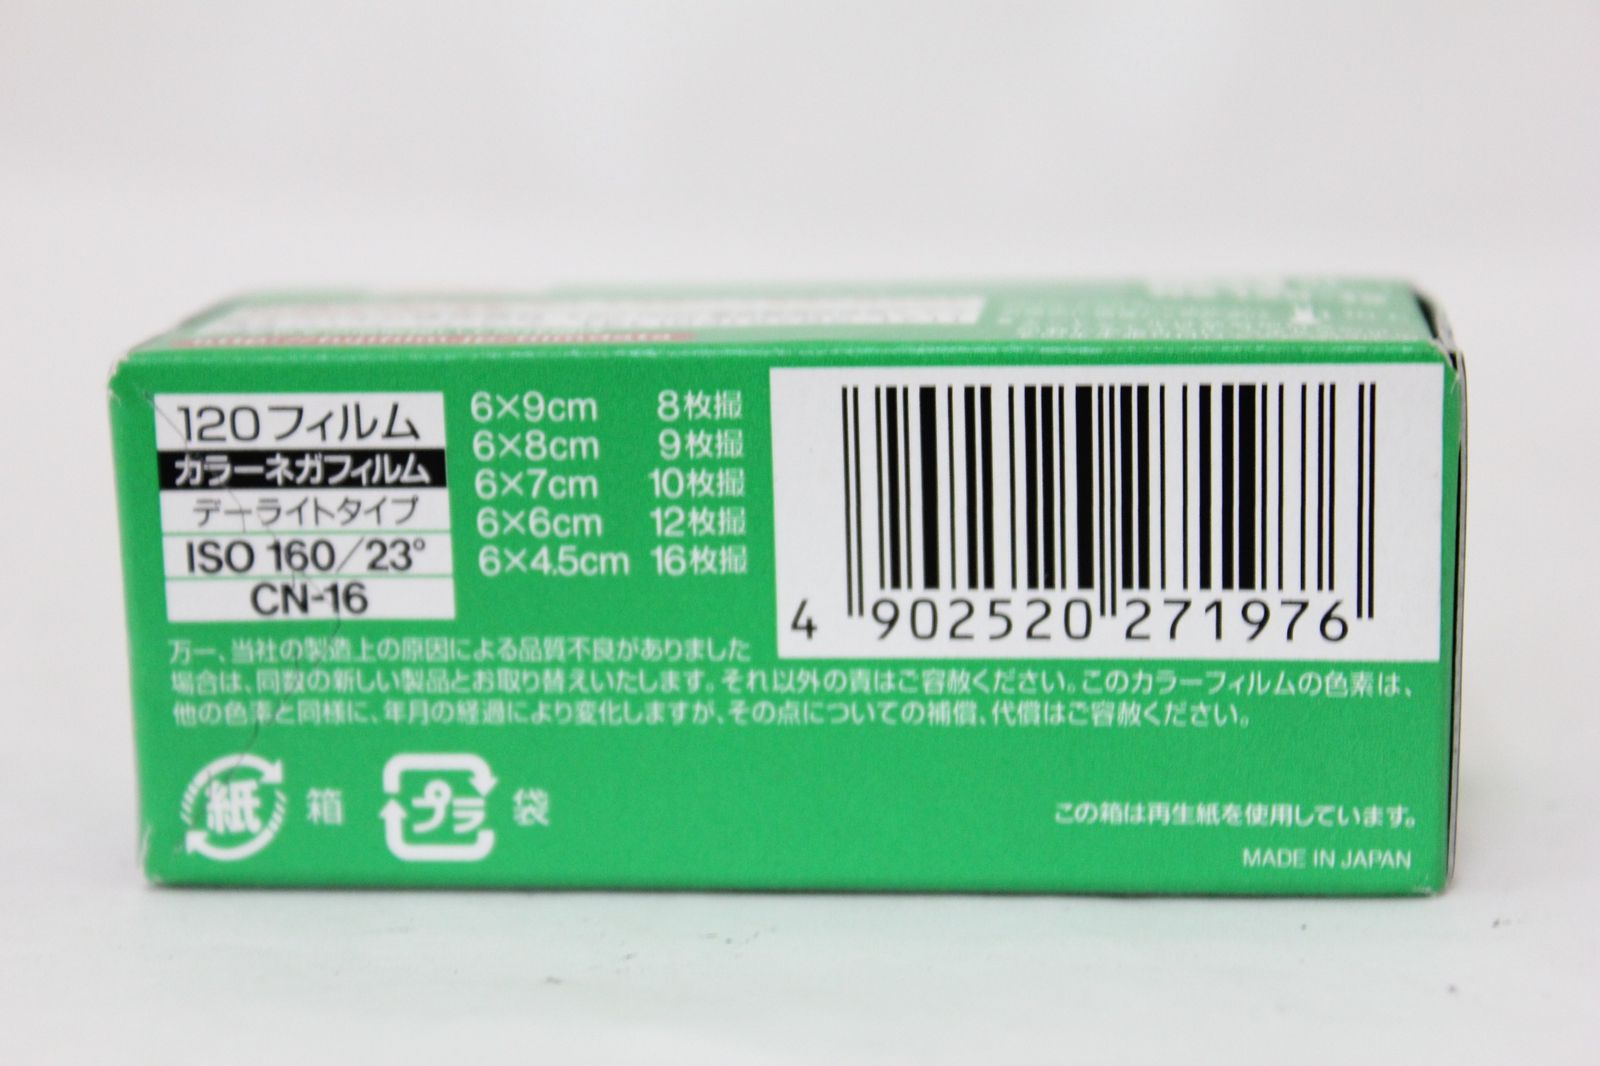 120フィルム
カラーネガフィルム
デーライトタイプ
ISO 160/23°
CN-16
6×9cm 8枚撮
6×8cm 9枚撮
6×7cm 10枚撮
6×6cm 12枚撮
6×4.5cm 16枚撮
4 902520 271976
万一、当社の製造上の原因による品質不良がありました
場合は、同数の新しい製品とお取り替えいたします。それ以外の責はご容赦ください。このカラーフィルムの色素は、
他の色素と同様に、年月の経過により変化しますが、その点についての補償、代償はご容赦ください。
紙 箱 プラ 袋
この箱は再生紙を使用しています。
MADE IN JAPAN